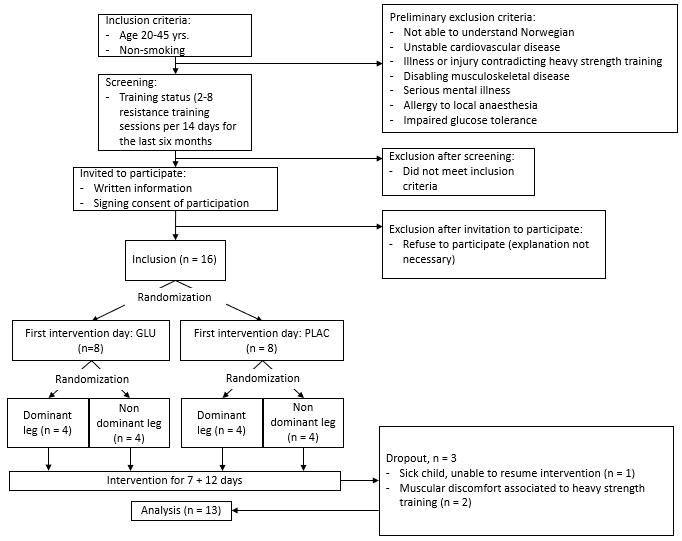 Inclusion criteria:
- Age 20-45 yrs.
- Non-smoking
Preliminary exclusion criteria:
- Not able to understand Norwegian
- Unstable cardiovascular disease
- Illness or injury contradicting heavy strength training
- Disabling musculoskeletal disease
- Serious mental illness
- Allergy to local anaesthesia
- Impaired glucose tolerance
Screening:
- Training status (2-8
resistance training
sessions per 14 days for
the last six months
Exclusion after screening:
- Did not meet inclusion
criteria
Invited to participate:
- Written information
- Signing consent of participation
Exclusion after invitation to participate:
- Refuse to participate (explanation not
necessary)
Inclusion (n = 16)
Randomization
First intervention day: GLU
(n=8)
First intervention day: PLAC
(n = 8)
Randomization
Randomization
Dominant
leg (n = 4)
Non
dominant leg
(n = 4)
Dominant
leg (n = 4)
Non
dominant leg
(n = 4)
Intervention for 7 + 12 days
Dropout, n = 3
- Sick child, unable to resume intervention (n = 1)
- Muscular discomfort associated to heavy strength
training (n = 2)
Analysis (n = 13)